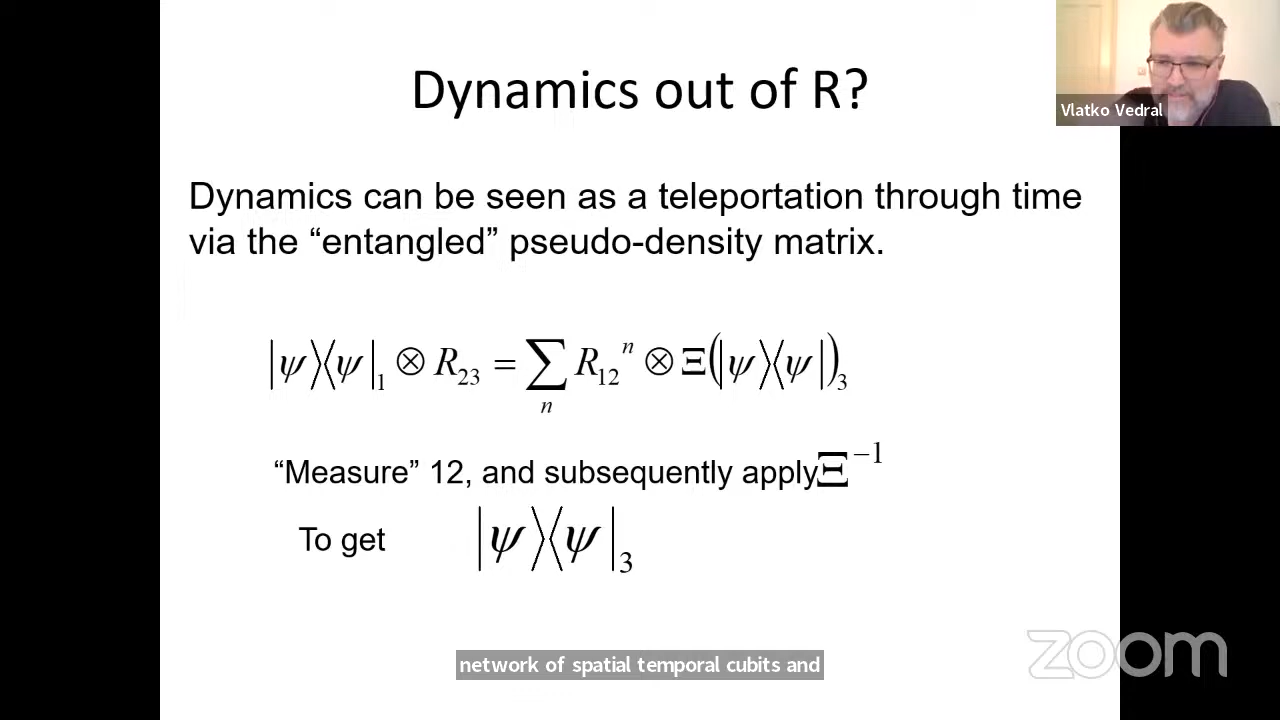 Dynamics out of R?
Vlatko Vedral
Dynamics can be seen as a teleportation through time
via the “entangled” pseudo-density matrix.
|ψ⟩⟨ψ|₁ ⊗ R₂₃ = ∑ₙ R₁₂ⁿ ⊗ Ξ(|ψ⟩⟨ψ|)₃
“Measure” 12, and subsequently apply Ξ⁻¹
To get |ψ⟩⟨ψ|₃
network of spatial temporal cubits and
zoom